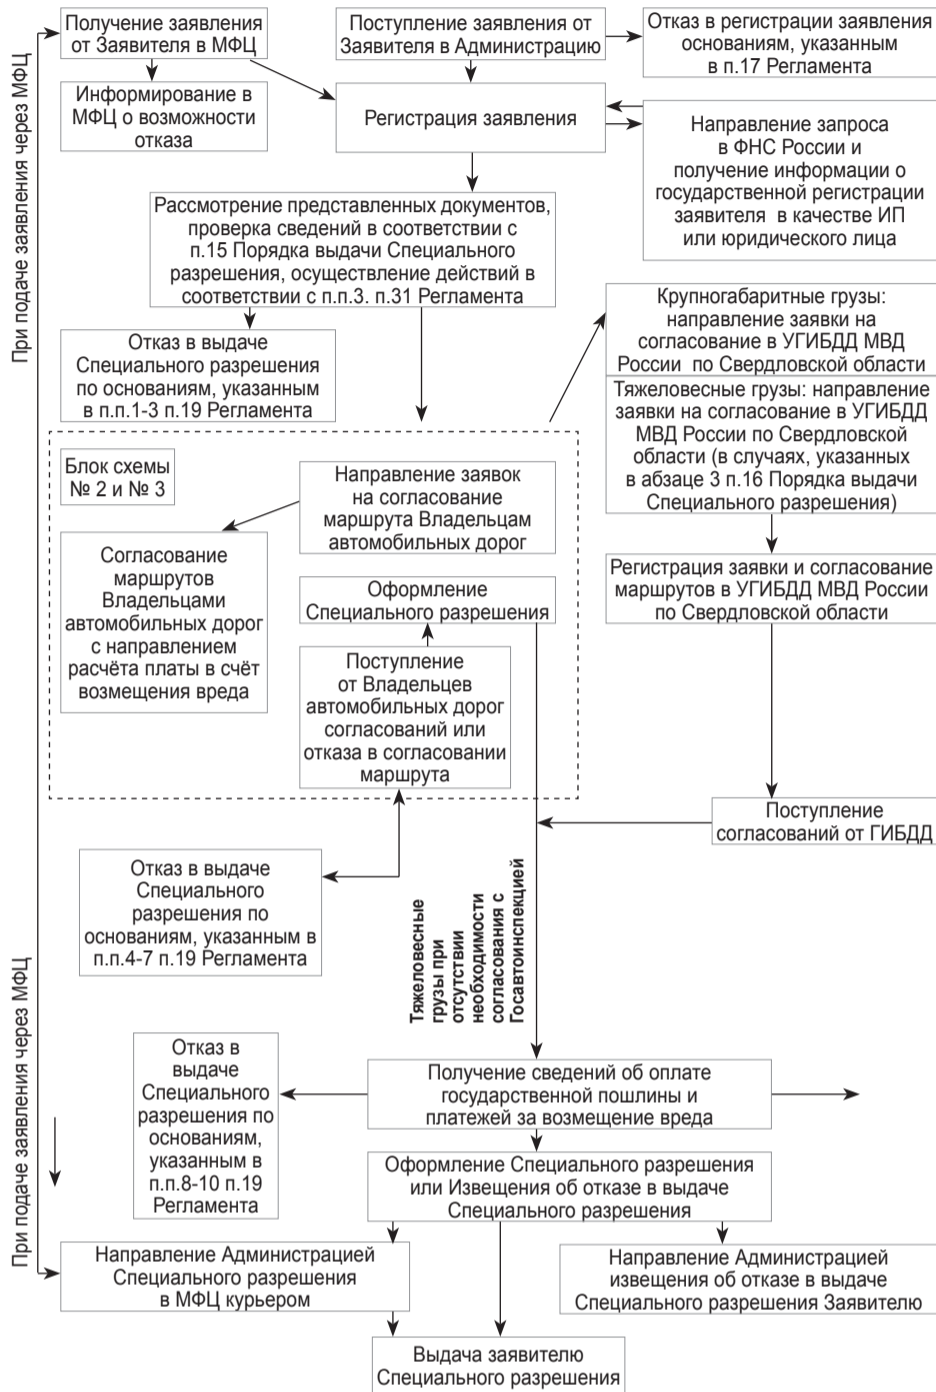 Получение заявления
от Заявителя в МФЦ
Поступление заявления от
Заявителя в Администрацию
Отказ в регистрации заявления
основаниям, указанным
в п.17 Регламента
При подаче заявления через МФЦ
Информирование в
МФЦ о возможности
отказа
Регистрация заявления
Направление запроса
в ФНС России и
получение информации о
государственной регистрации
заявителя в качестве ИП
или юридического лица
Рассмотрение представленных документов,
проверка сведений в соответствии с
п.15 Порядка выдачи Специального
разрешения, осуществление действий в
соответствии с п.п.3. п.31 Регламента
Отказ в выдаче
Специального разрешения
по основаниям, указанным
в п.п.1-3 п.19 Регламента
Крупногабаритные грузы:
направление заявки на
согласование в УГИБДД МВД
России по Свердловской области
Тяжеловесные грузы: направление
заявки на согласование в УГИБДД
МВД России по Свердловской
области (в случаях, указанных
в абзаце 3 п.16 Порядка выдачи
Специального разрешения)
Блок схемы
№ 2 и № 3
Направление заявок
на согласование
маршрута Владельцам
автомобильных дорог
Согласование
маршрутов
Владельцами
автомобильных дорог
с направлением
расчёта платы в счёт
возмещения вреда
Оформление
Специального разрешения
Поступление
от Владельцев
автомобильных дорог
согласований или
отказа в согласовании
маршрута
Регистрация заявки и согласование
маршрутов в УГИБДД МВД России
по Свердловской области
Поступление
согласований от ГИБДД
Отказ в выдаче
Специального
разрешения по
основаниям, указанным в
п.п.4-7 п.19 Регламента
Тяжеловесные
грузы при
отсутствии
необходимости
согласования с
Госавтоинспекцией
При подаче заявления через МФЦ
Отказ в
выдаче
Специального
разрешения по
основаниям,
указанным в
п.п.8-10 п.19
Регламента
Получение сведений об оплате
государственной пошлины и
платежей за возмещение вреда
Оформление Специального разрешения
или Извещения об отказе в выдаче
Специального разрешения
Направление Администрацией
Специального разрешения
в МФЦ курьером
Направление Администрацией
извещения об отказе в выдаче
Специального разрешения Заявителю
Выдача заявителю
Специального разрешения